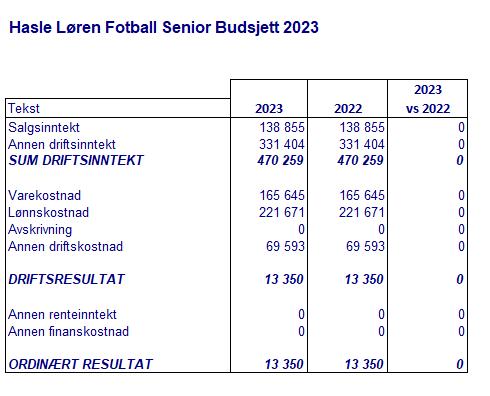 Hasle Løren Fotball Senior Budsjett 2023
2023
Tekst 2023 2022 vs 2022
Salgsinntekt 138 855 138 855 0
Annen driftsinntekt 331 404 331 404 0
SUM DRIFTSINNTEKT 470 259 470 259 0
Varekostnad 165 645 165 645 0
Lønnskostnad 221 671 221 671 0
Avskrivning 0 0 0
Annen driftskostnad 69 593 69 593 0
DRIFTSRESULTAT 13 350 13 350 0
Annen renteinntekt 0 0 0
Annen finanskostnad 0 0 0
ORDINÆRT RESULTAT 13 350 13 350 0